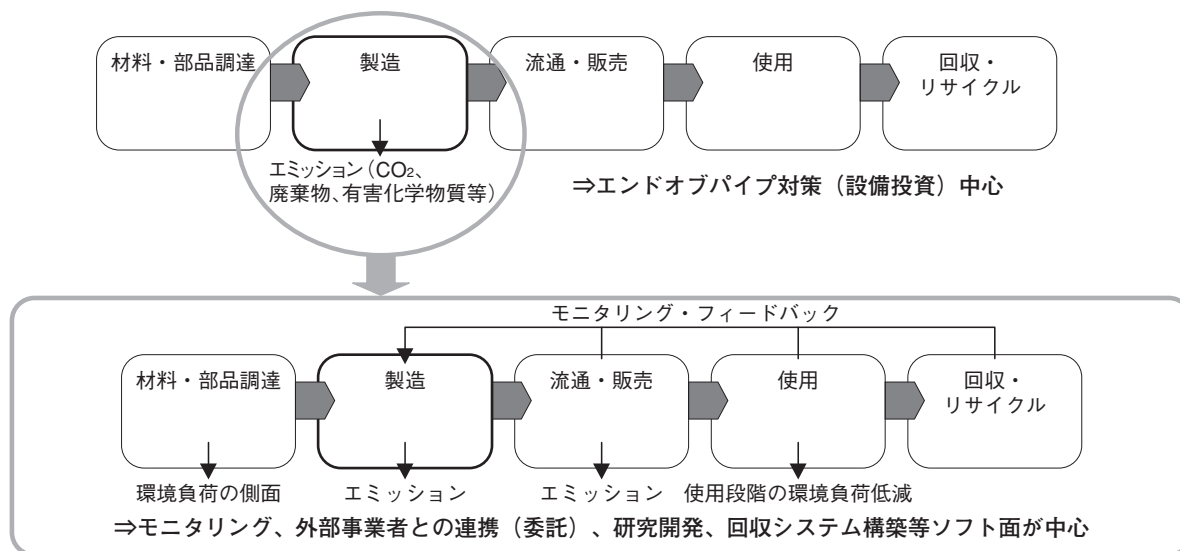 材料・部品調達
製造
流通・販売
使用
回収・
リサイクル
エミッション（CO₂、
廃棄物、有害化学物質等）
⇒エンドオブパイプ対策（設備投資）中心
モニタリング・フィードバック
材料・部品調達
製造
流通・販売
使用
回収・
リサイクル
環境負荷の側面
エミッション
エミッション
使用段階の環境負荷低減
⇒モニタリング、外部事業者との連携（委託）、研究開発、回収システム構築等ソフト面が中心